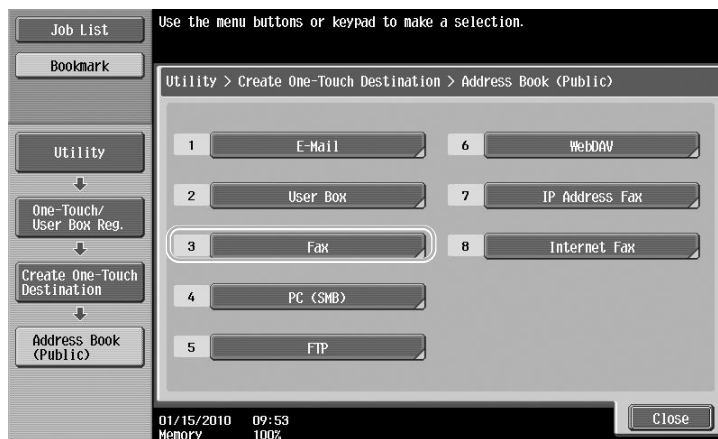 Job List
Bookmark
Use the menu buttons or keypad to make a selection.
Utility > Create One-Touch Destination > Address Book (Public)
Utility
One-Touch/
User Box Reg.
Create One-Touch
Destination
Address Book
(Public)
1 E-Mail
2 User Box
3 Fax
4 PC (SMB)
5 FTP
6 WebDAV
7 IP Address Fax
8 Internet Fax
01/15/2010 09:53
Memory 100%
Close